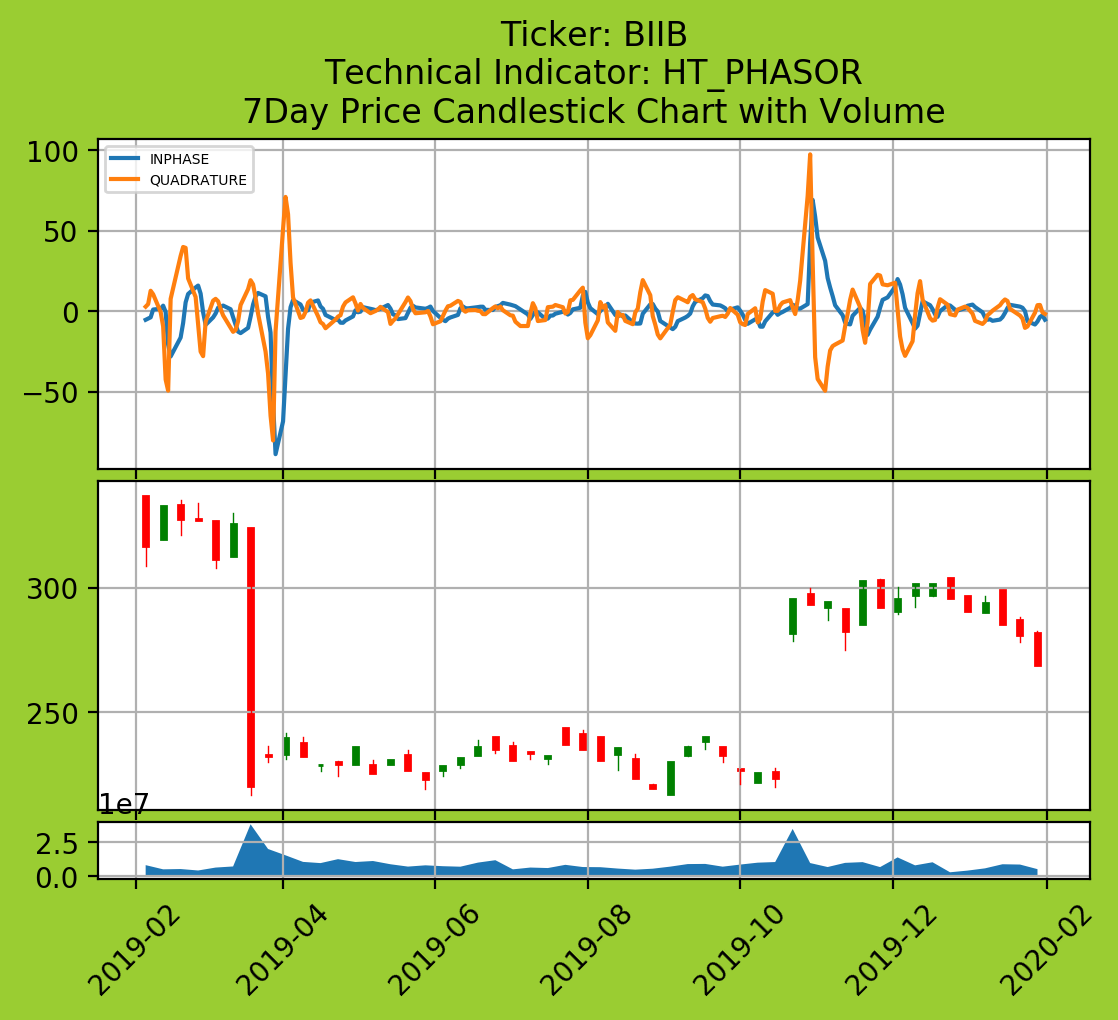 Ticker: BIIB
Technical Indicator: HT_PHASOR
7Day Price Candlestick Chart with Volume
INPHASE
QUADRATURE
100
50
0
−50
300
250
1e7
2.5
0.0
2019-02
2019-04
2019-06
2019-08
2019-10
2019-12
2020-02